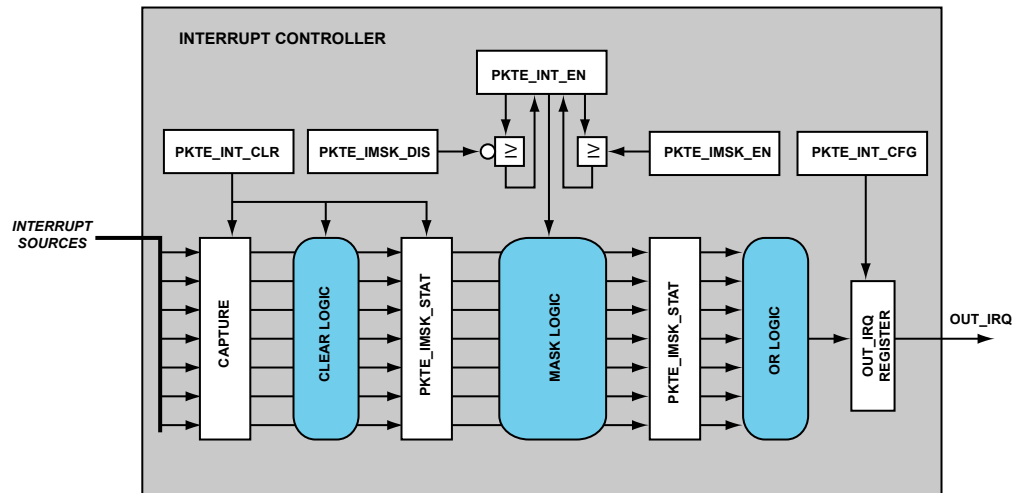 INTERRUPT CONTROLLER
PKTE_INT_EN
PKTE_INT_CLR
PKTE_IMSK_DIS
≥
≥
PKTE_IMSK_EN
PKTE_INT_CFG
INTERRUPT
SOURCES
CAPTURE
CLEAR LOGIC
PKTE_IMSK_STAT
MASK LOGIC
PKTE_IMSK_STAT
OR LOGIC
OUT_IRQ
REGISTER
OUT_IRQ